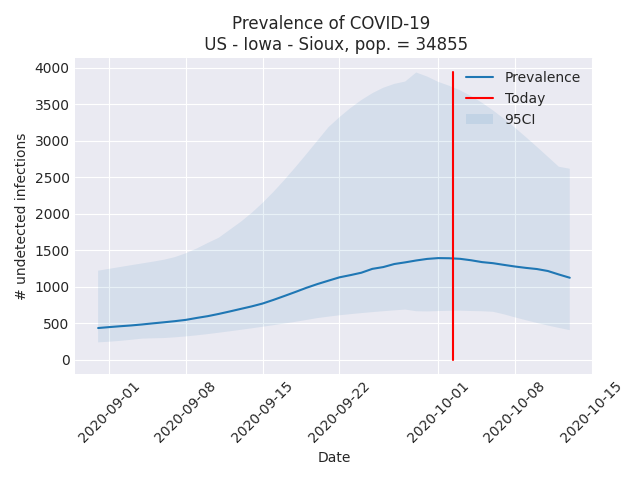 Prevalence of COVID-19
US - Iowa - Sioux, pop. = 34855
4000
3500
3000
2500
2000
1500
1000
500
0
# undetected infections
Prevalence
Today
95CI
2020-09-01
2020-09-08
2020-09-15
2020-09-22
2020-10-01
2020-10-08
2020-10-15
Date